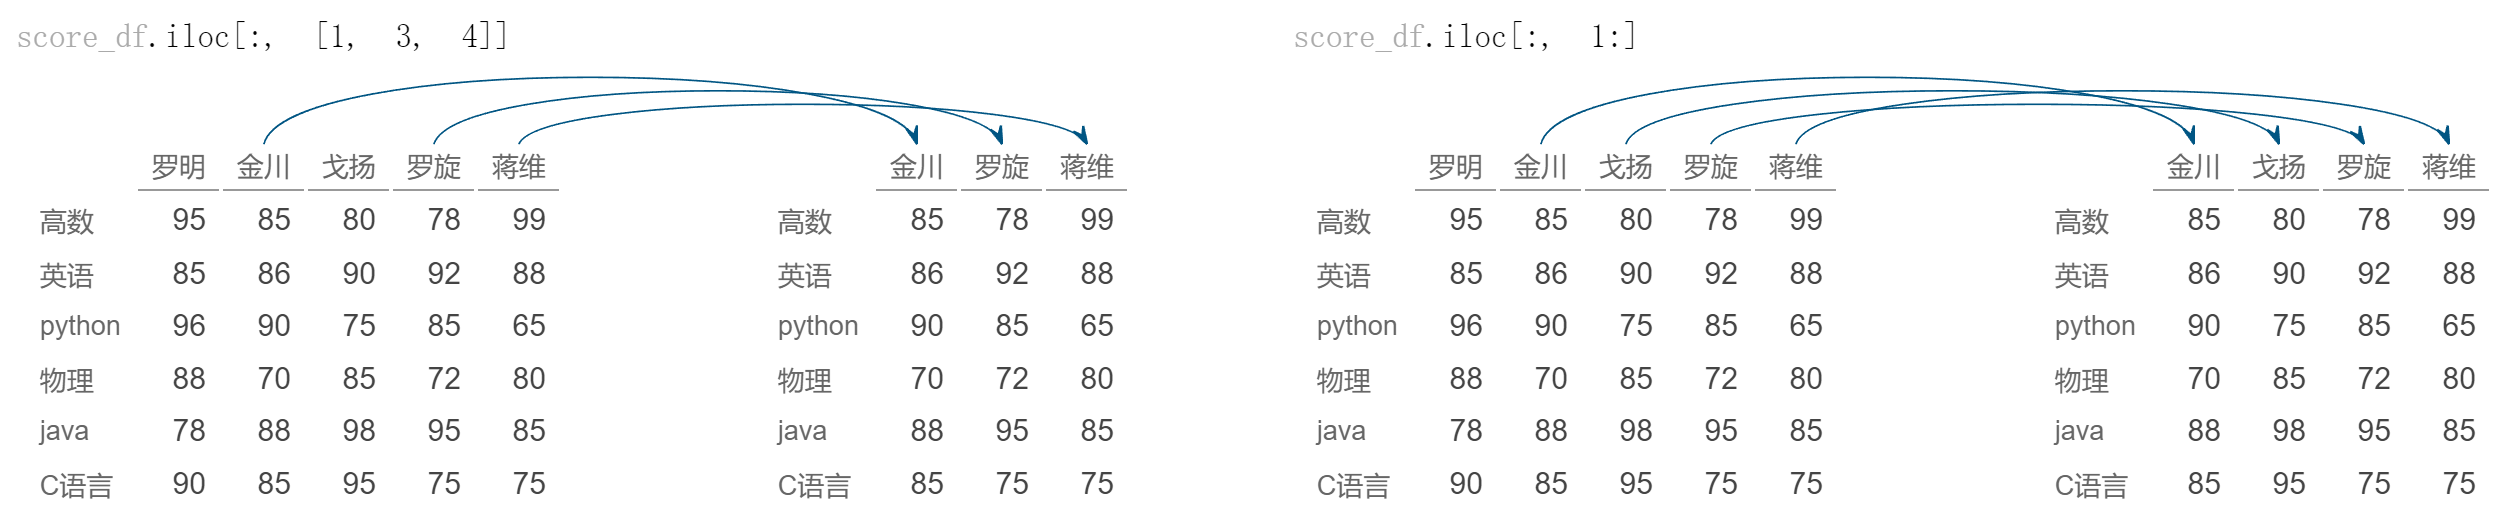 score_df.iloc[:, [1, 3, 4]]
罗明 金川 戈扬 罗旋 蒋维 金川 罗旋 蒋维
高数 95 85 80 78 99 高数 85 78 99
英语 85 86 90 92 88 英语 86 92 88
python 96 90 75 85 65 python 90 85 65
物理 88 70 85 72 80 物理 70 72 80
java 78 88 98 95 85 java 88 95 85
C语言 90 85 95 75 75 C语言 85 75 75
score_df.iloc[:, 1:]
罗明 金川 戈扬 罗旋 蒋维 金川 戈扬 罗旋 蒋维
高数 95 85 80 78 99 高数 85 80 78 99
英语 85 86 90 92 88 英语 86 90 92 88
python 96 90 75 85 65 python 90 75 85 65
物理 88 70 85 72 80 物理 70 85 72 80
java 78 88 98 95 85 java 88 98 95 85
C语言 90 85 95 75 75 C语言 85 95 75 75